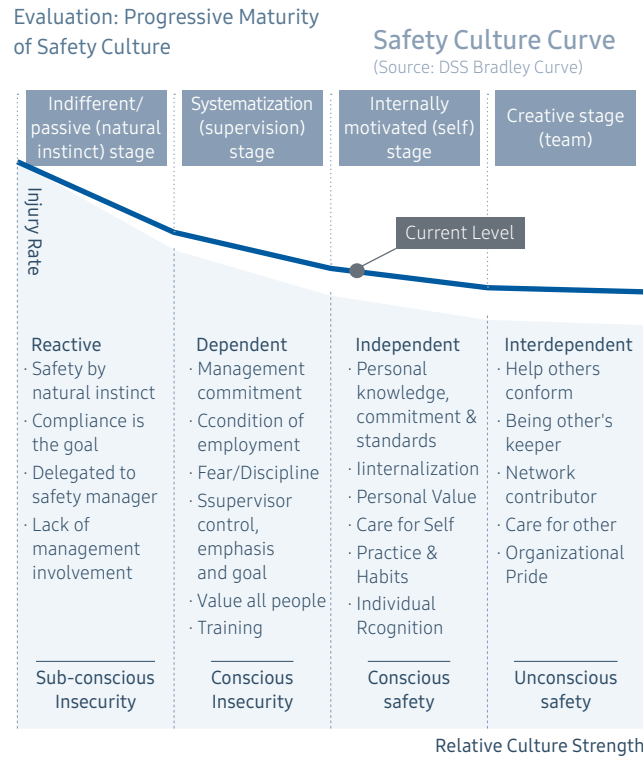 Evaluation: Progressive Maturity
of Safety Culture
Safety Culture Curve
(Source: DSS Bradley Curve)
Indifferent/
passive (natural
instinct) stage
Systematization
(supervision)
stage
Internally
motivated (self)
stage
Creative stage
(team)
Injury Rate
Current Level
Reactive
· Safety by
natural instinct
· Compliance is
the goal
· Delegated to
safety manager
· Lack of
management
involvement
Dependent
· Management
commitment
· Ccondition of
employment
· Fear/Discipline
· Ssupervisor
control,
emphasis
and goal
· Value all people
· Training
Independent
· Personal
knowledge,
commitment &
standards
· Iinternalization
· Personal Value
· Care for Self
· Practice &
Habits
· Individual
Rcognition
Interdependent
· Help others
conform
· Being other's
keeper
· Network
contributor
· Care for other
· Organizational
Pride
Sub-conscious
Insecurity
Conscious
Insecurity
Conscious
safety
Unconscious
safety
Relative Culture Strength